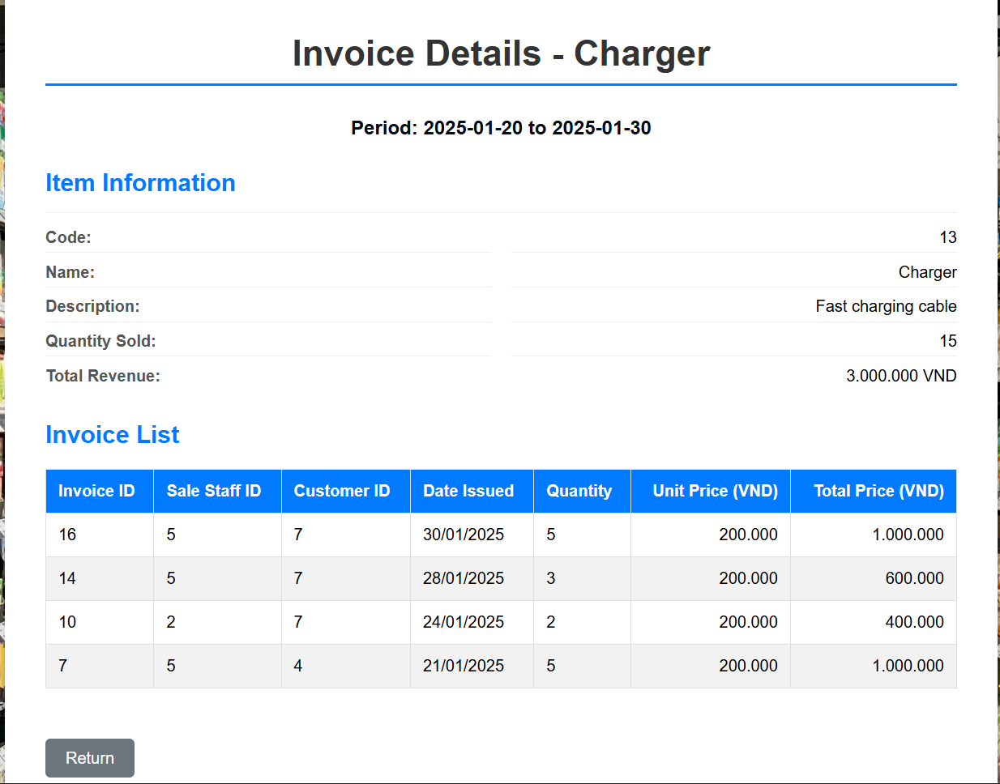 Invoice Details - Charger
Period: 2025-01-20 to 2025-01-30
Item Information
Code: 13
Name: Charger
Description: Fast charging cable
Quantity Sold: 15
Total Revenue: 3.000.000 VND
Invoice List
Invoice ID Sale Staff ID Customer ID Date Issued Quantity Unit Price (VND) Total Price (VND)
16 5 7 30/01/2025 5 200.000 1.000.000
14 5 7 28/01/2025 3 200.000 600.000
10 2 7 24/01/2025 2 200.000 400.000
7 5 4 21/01/2025 5 200.000 1.000.000
Return